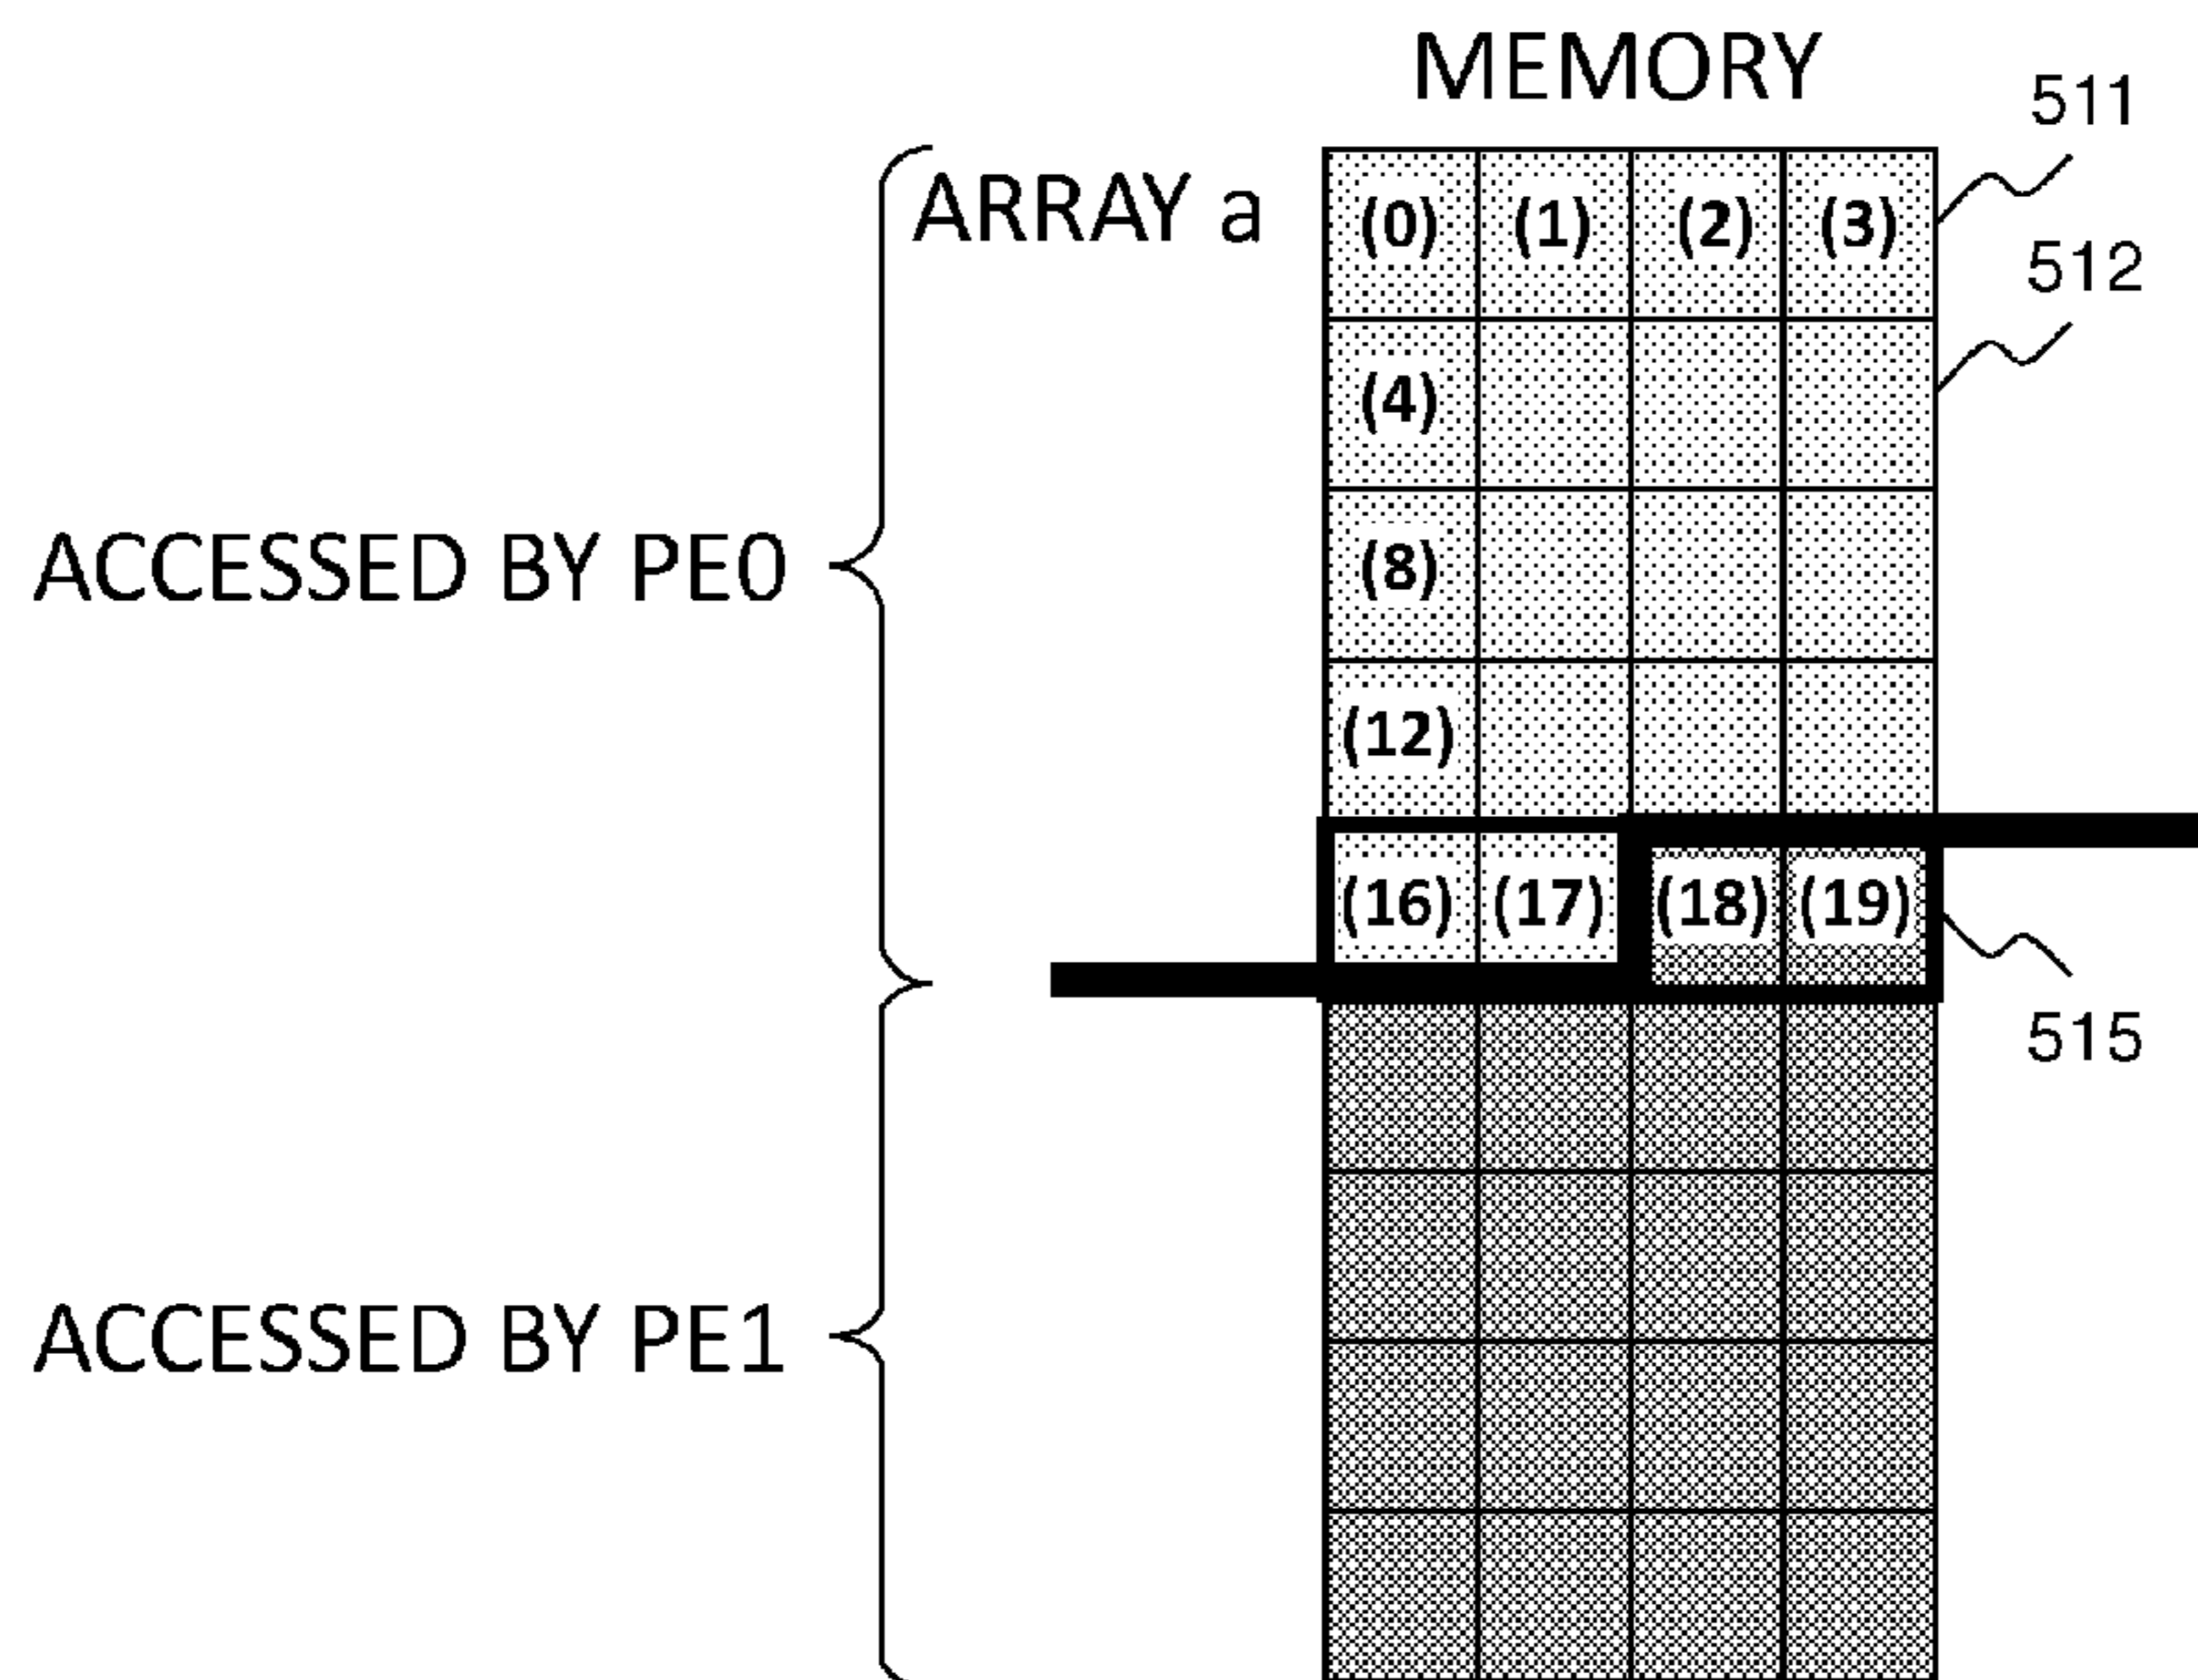 MEMORY
511
ARRAY a (0) (1) (2) (3)
512
(4)
ACCESSED BY PE0 (8)
(12)
(16) (17) (18) (19)
515
ACCESSED BY PE1